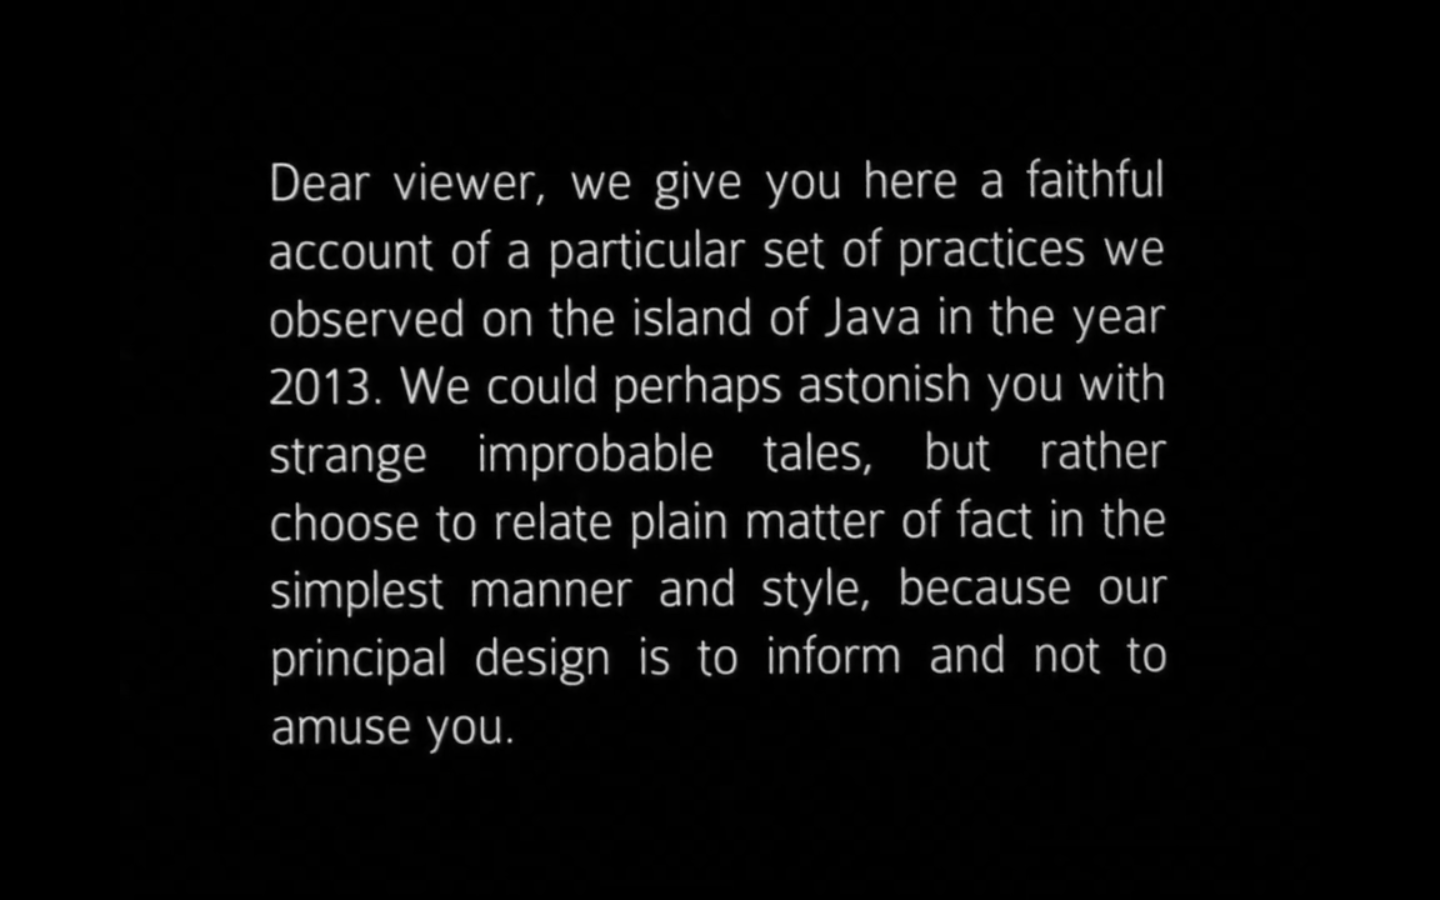 Dear viewer, we give you here a faithful
account of a particular set of practices we
observed on the island of Java in the year
2013. We could perhaps astonish you with
strange improbable tales, but rather
choose to relate plain matter of fact in the
simplest manner and style, because our
principal design is to inform and not to
amuse you.